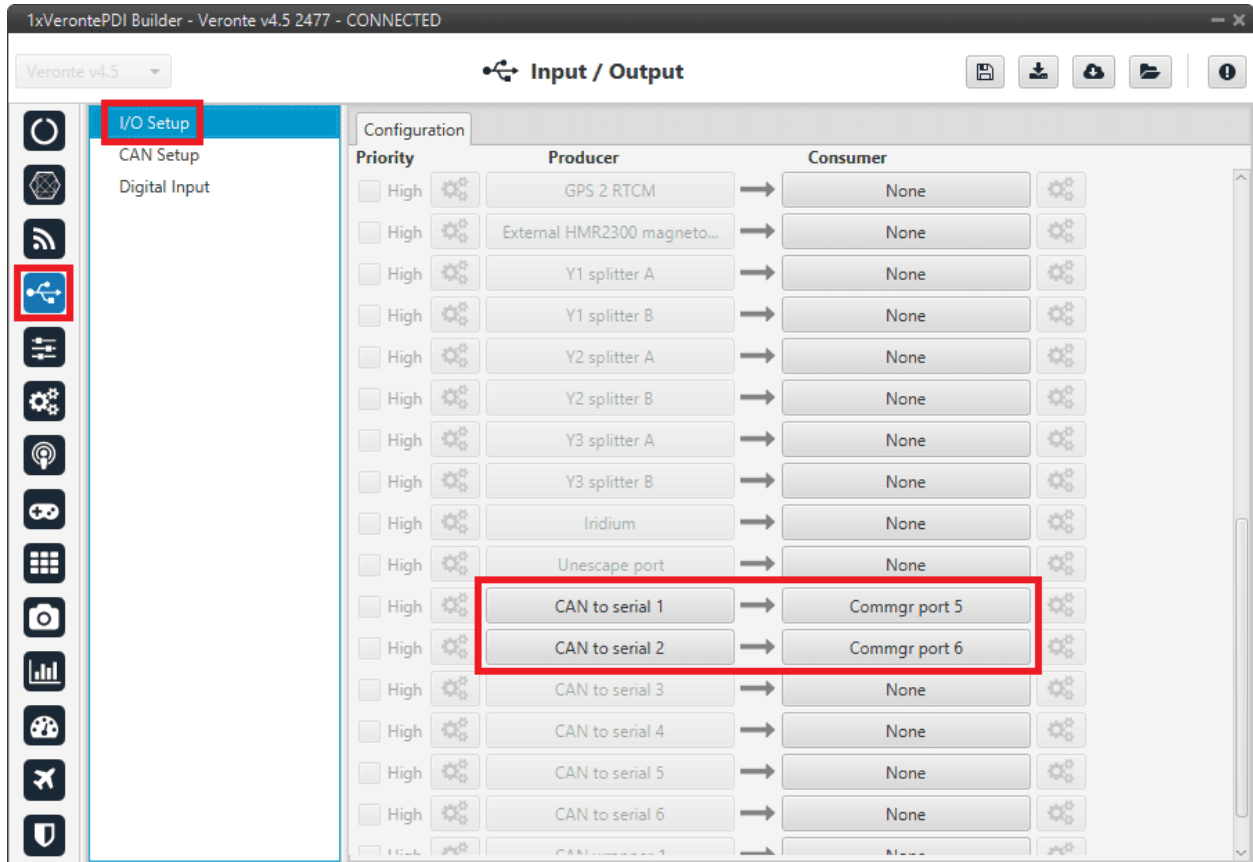 1xVerontePDI Builder - Veronte v4.5 2477 - CONNECTED
Veronte v4.5
Input / Output
I/O Setup
CAN Setup
Digital Input
Configuration
Priority Producer Consumer
High GPS 2 RTCM None
High External HMR2300 magneto... None
High Y1 splitter A None
High Y1 splitter B None
High Y2 splitter A None
High Y2 splitter B None
High Y3 splitter A None
High Y3 splitter B None
High Iridium None
High Unescape port None
High CAN to serial 1 Commgr port 5
High CAN to serial 2 Commgr port 6
High CAN to serial 3 None
High CAN to serial 4 None
High CAN to serial 5 None
High CAN to serial 6 None
High CAN wrapper 1 None